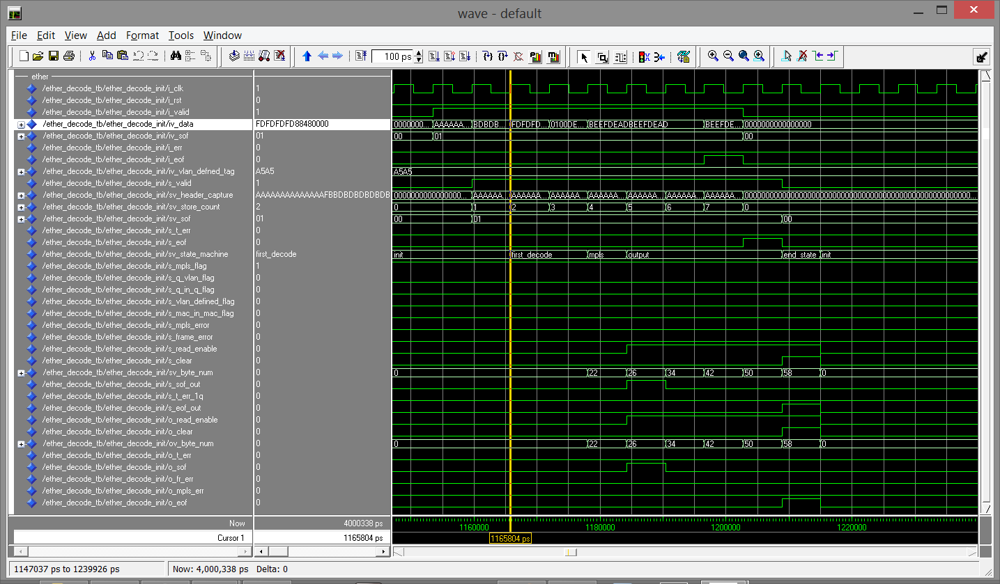 wave - default
File Edit View Add Format Tools Window
100 ps
ether
/ether_decode_tb/ether_decode_init/i_clk 1
/ether_decode_tb/ether_decode_init/i_rst 0
/ether_decode_tb/ether_decode_init/i_valid 1
/ether_decode_tb/ether_decode_init/iv_data FDFDFDFD88480000 0000000... AAAAAA... BDBDB... FDFDFD... 0100DE... BEEFDEADBEEFDEAD BEEFDE... 0000000000000000
/ether_decode_tb/ether_decode_init/iv_sof 01 00 01 00
/ether_decode_tb/ether_decode_init/i_err 0
/ether_decode_tb/ether_decode_init/i_eof 0
/ether_decode_tb/ether_decode_init/iv_vlan_defned_tag A5A5 A5A5
/ether_decode_tb/ether_decode_init/s_valid 1
/ether_decode_tb/ether_decode_init/sv_header_capture
/ether_decode_tb/ether_decode_init/sv_store_count 2 0 1 2 3 4 5 6 7 0
/ether_decode_tb/ether_decode_init/sv_sof 01 00 01 00
/ether_decode_tb/ether_decode_init/s_t_err 0
/ether_decode_tb/ether_decode_init/s_eof 0
/ether_decode_tb/ether_decode_init/sv_state_machine first_decode init first_decode mpls output end_state init
/ether_decode_tb/ether_decode_init/s_mpls_flag 1
/ether_decode_tb/ether_decode_init/s_q_vlan_flag 0
/ether_decode_tb/ether_decode_init/s_q_in_q_flag 0
/ether_decode_tb/ether_decode_init/s_vlan_defined_flag 0
/ether_decode_tb/ether_decode_init/s_mac_in_mac_flag 0
/ether_decode_tb/ether_decode_init/s_mpls_error 0
/ether_decode_tb/ether_decode_init/s_frame_error 0
/ether_decode_tb/ether_decode_init/s_read_enable 0
/ether_decode_tb/ether_decode_init/s_clear 0
/ether_decode_tb/ether_decode_init/sv_byte_num 0 0 22 26 34 42 50 58 0
/ether_decode_tb/ether_decode_init/s_sof_out 0
/ether_decode_tb/ether_decode_init/s_t_err_1q 0
/ether_decode_tb/ether_decode_init/s_eof_out 0
/ether_decode_tb/ether_decode_init/o_read_enable 0
/ether_decode_tb/ether_decode_init/o_clear 0
/ether_decode_tb/ether_decode_init/ov_byte_num 0 0 22 26 34 42 50 58 0
/ether_decode_tb/ether_decode_init/o_t_err 0
/ether_decode_tb/ether_decode_init/o_sof 0
/ether_decode_tb/ether_decode_init/o_fr_err 0
/ether_decode_tb/ether_decode_init/o_mpls_err 0
/ether_decode_tb/ether_decode_init/o_eof 0
Now 4000338 ps 1160000 1180000 1200000 1220000
Cursor 1 1165804 ps 1165804 ps
1147037 ps to 1239926 ps Now: 4,000,338 ps Delta: 0